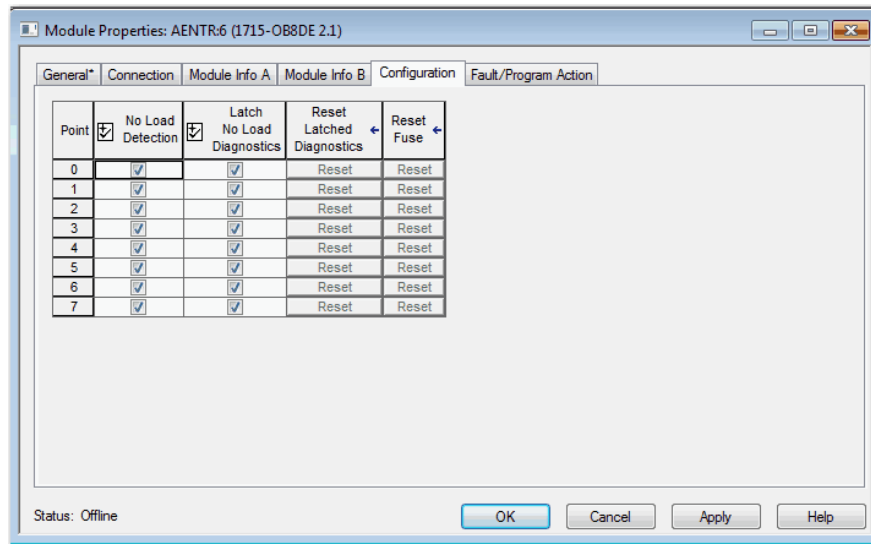 Module Properties: AENTR:6 (1715-OB8DE 2.1)
General* Connection Module Info A Module Info B Configuration Fault/Program Action
Point No Load Detection Latch No Load Diagnostics Reset Latched Diagnostics Reset Fuse
0 Reset Reset
1 Reset Reset
2 Reset Reset
3 Reset Reset
4 Reset Reset
5 Reset Reset
6 Reset Reset
7 Reset Reset
Status: Offline OK Cancel Apply Help